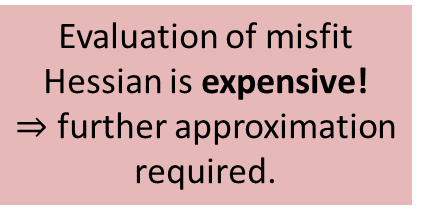 Evaluation of misfit
Hessian is expensive!
⇒ further approximation
required.